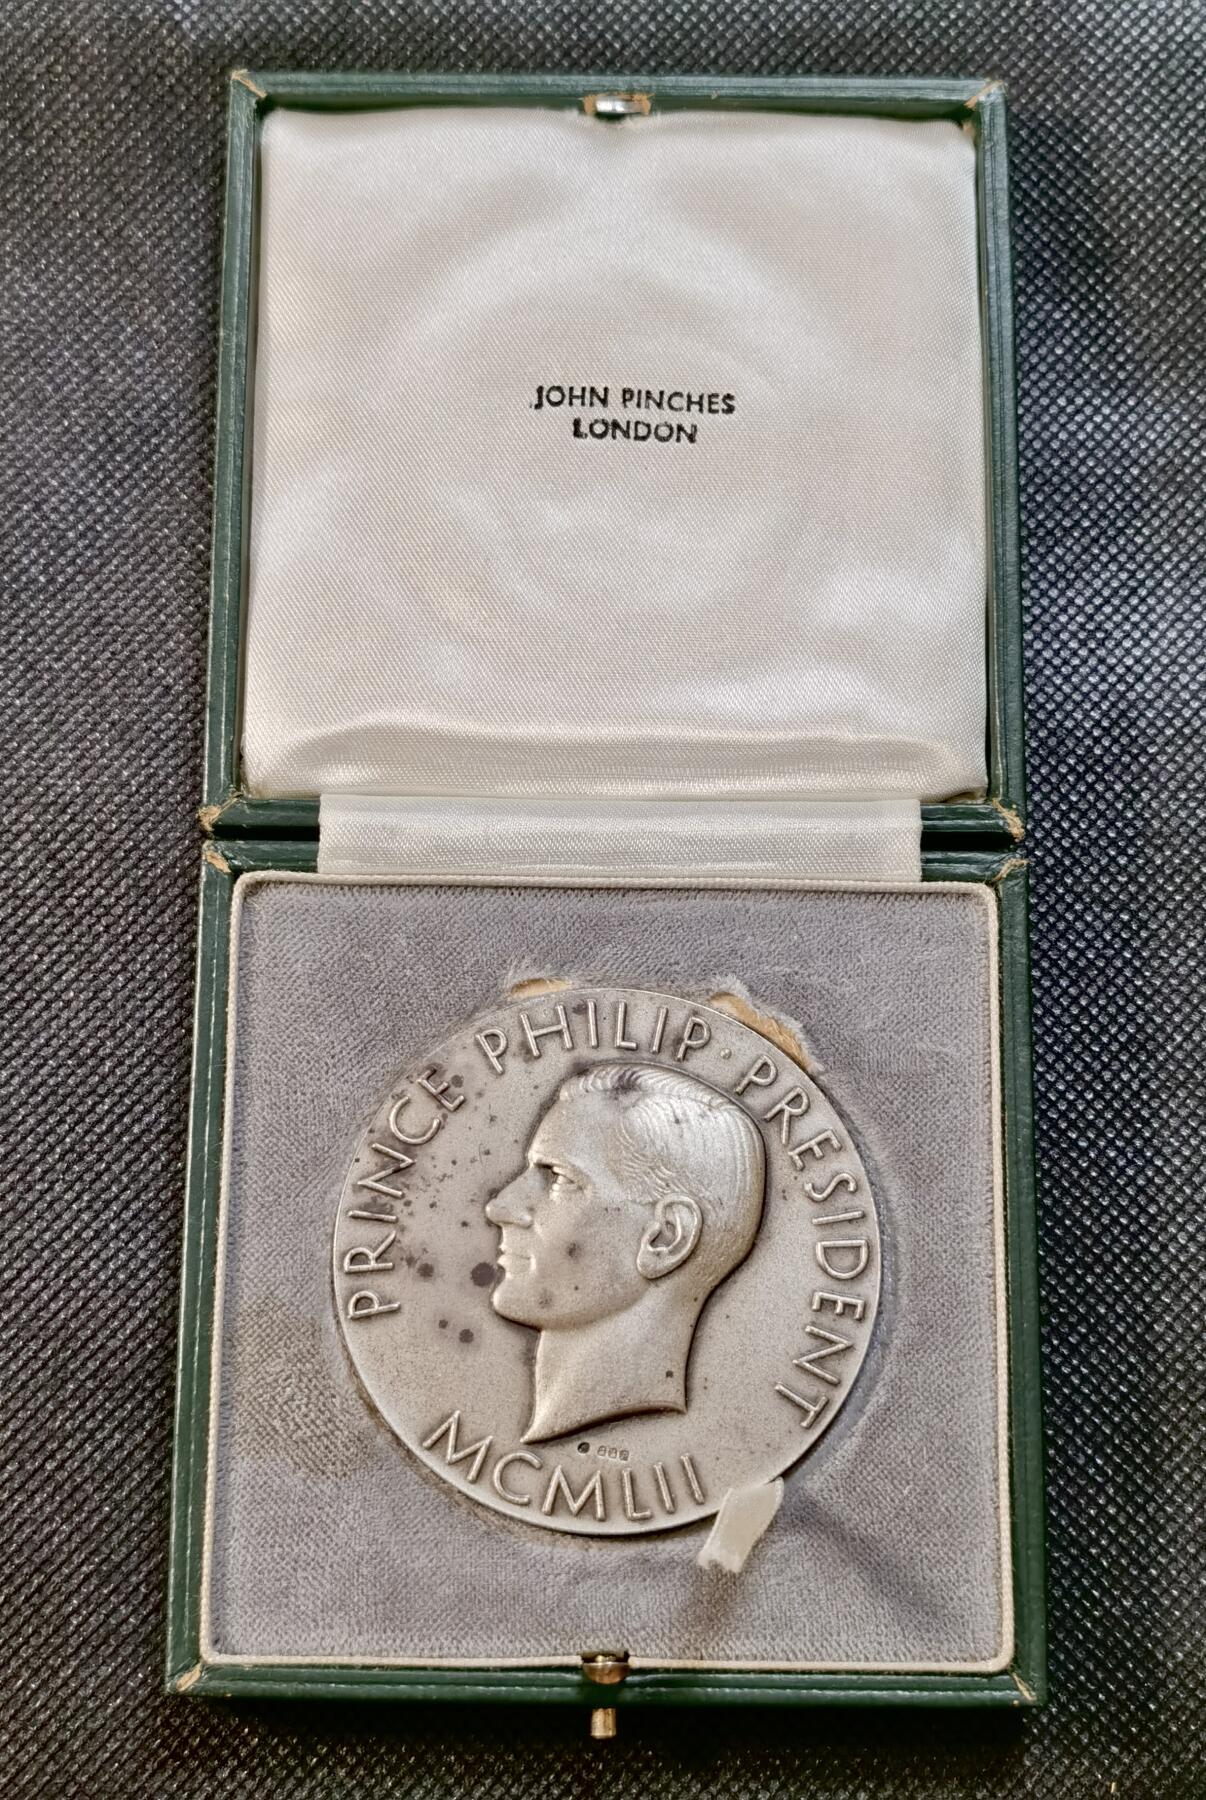 JOHN PINCHES
LONDON
PRINCE PHILIP · PRESIDENT
MCMLII